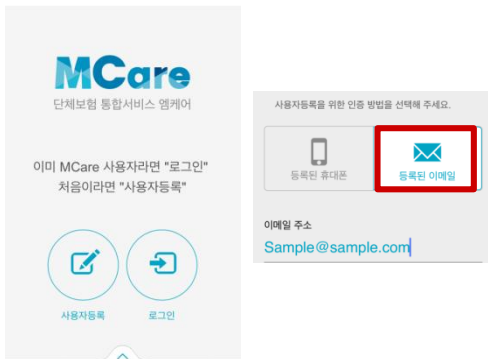 MCare
단체보험 통합서비스 엠케어
이미 MCare 사용자라면 "로그인"
처음이라면 "사용자등록"
사용자등록
로그인
사용자등록을 위한 인증 방법을 선택해 주세요.
등록된 휴대폰
등록된 이메일
이메일 주소
Sample@sample.com